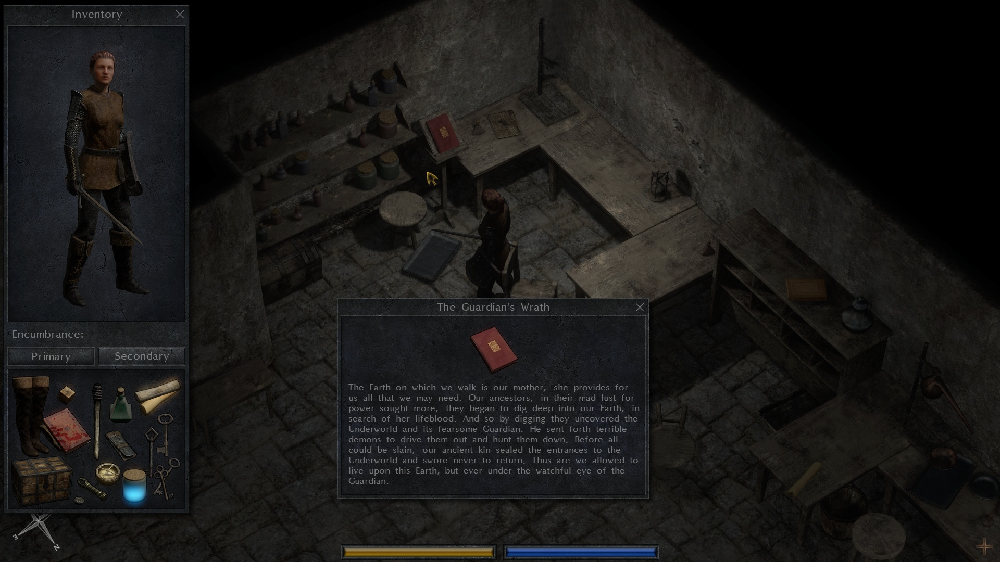 Inventory
Encumbrance:
Primary
Secondary
The Guardian's Wrath
The Earth on which we walk is our mother, she provides for
us all that we may need. Our ancestors, in their mad lust for
power sought more, they began to dig deep into our Earth, in
search of her lifeblood. And so by digging they uncovered the
Underworld and its fearsome Guardian. He sent forth terrible
demons to drive them out and hunt them down. Before all
could be slain, our ancient kin sealed the entrances to the
Underworld and swore never to return. Thus are we allowed to
live upon this Earth, but ever under the watchful eye of the
Guardian.
E
N